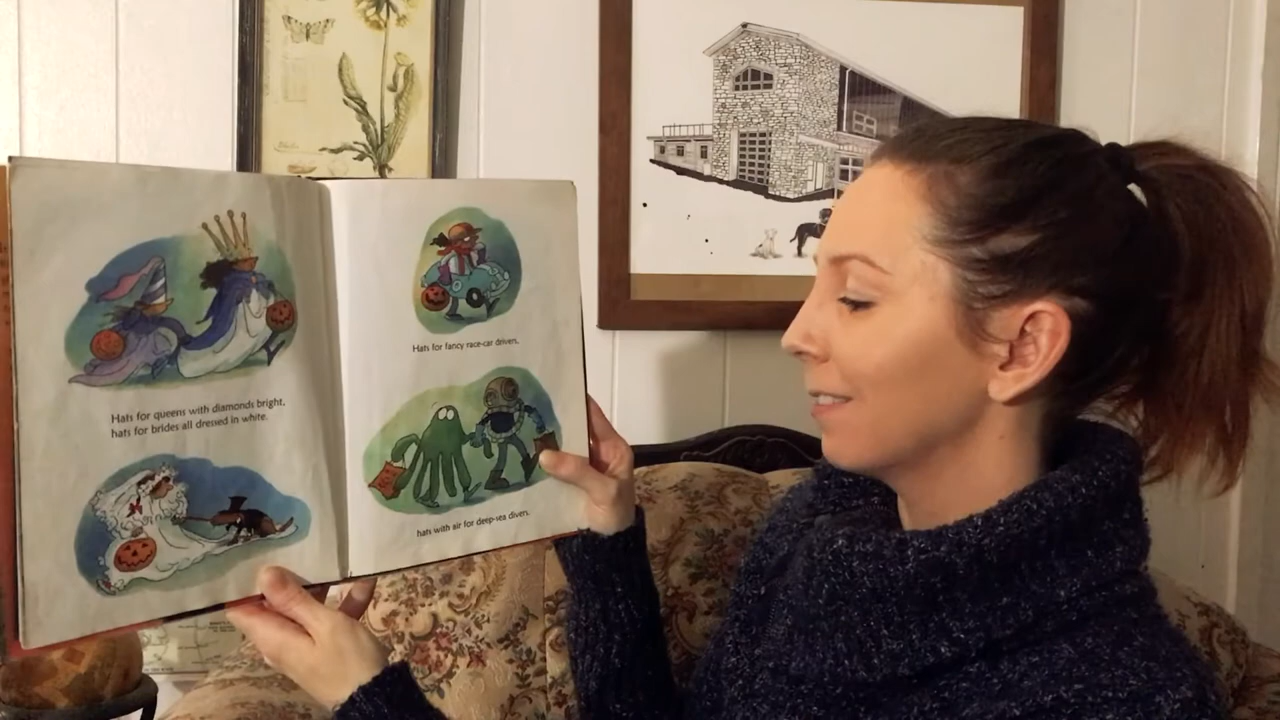 Hats for queens with diamonds bright,
hats for brides all dressed in white.
Hats for fancy race-car drivers,
hats with air for deep-sea divers.